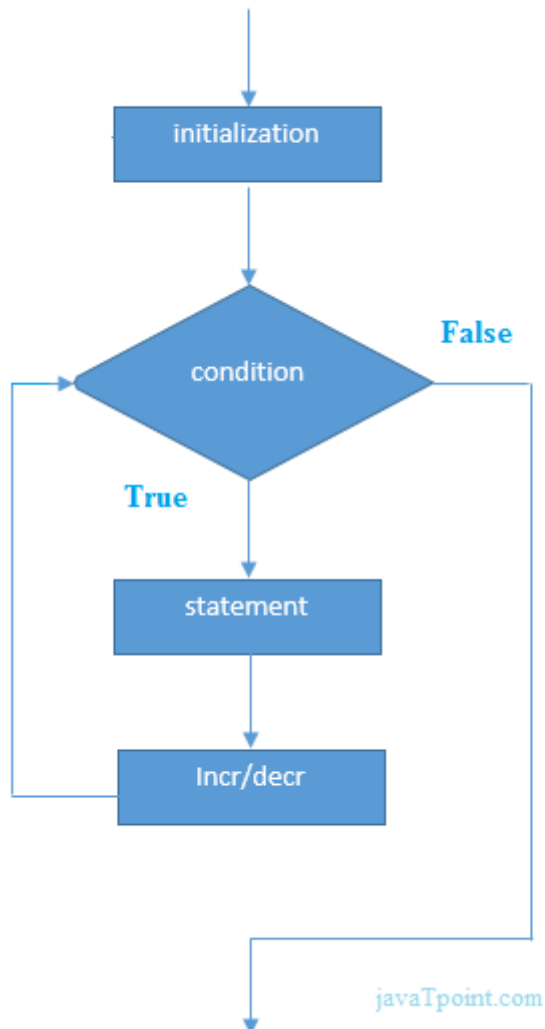 initialization
condition
False
True
statement
Incr/decr
javaTpoint.com